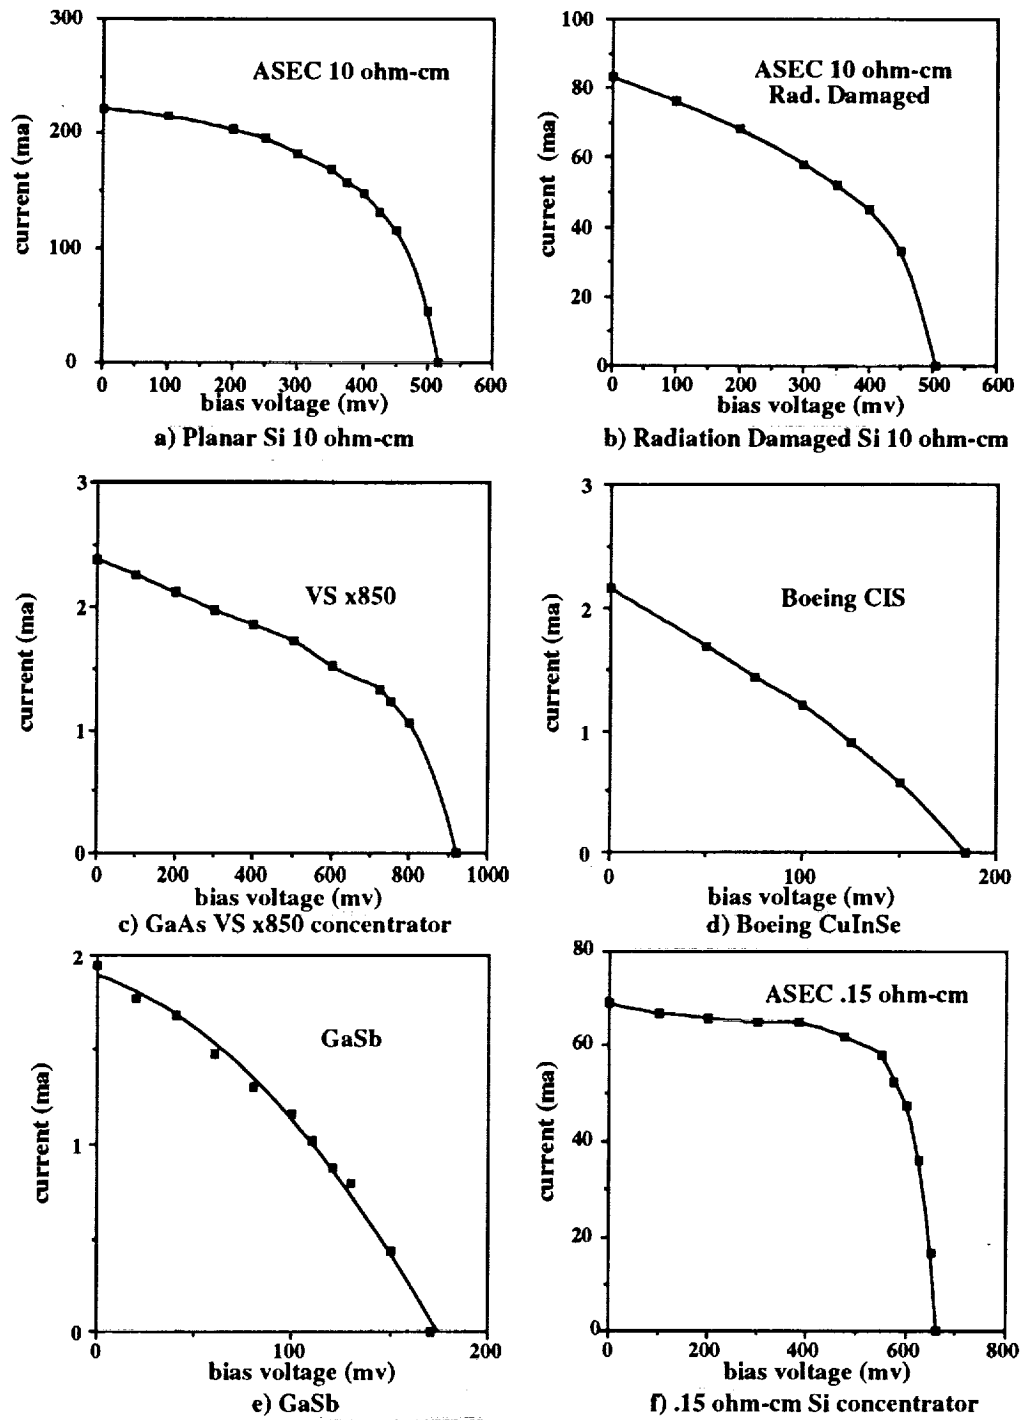 300
200
100
0
current (ma)
ASEC 10 ohm-cm
0 100 200 300 400 500 600
bias voltage (mv)
a) Planar Si 10 ohm-cm
100
80
60
40
20
0
current (ma)
ASEC 10 ohm-cm
Rad. Damaged
0 100 200 300 400 500 600
bias voltage (mv)
b) Radiation Damaged Si 10 ohm-cm
3
2
1
0
current (ma)
VS x850
0 200 400 600 800 1000
bias voltage (mv)
c) GaAs VS x850 concentrator
3
2
1
0
current (ma)
Boeing CIS
0 100 200
bias voltage (mv)
d) Boeing CuInSe
2
1
0
current (ma)
GaSb
0 100 200
bias voltage (mv)
e) GaSb
80
60
40
20
0
current (ma)
ASEC .15 ohm-cm
0 200 400 600 800
bias voltage (mv)
f) .15 ohm-cm Si concentrator